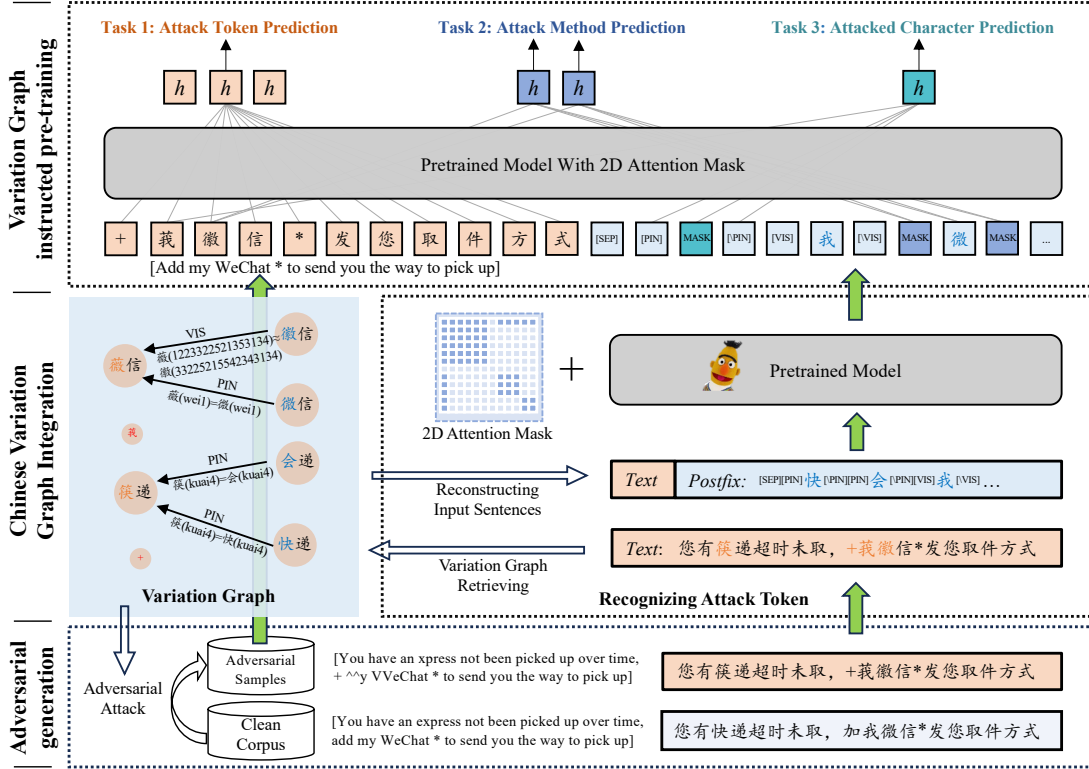 Task 1: Attack Token Prediction
Task 2: Attack Method Prediction
Task 3: Attacked Character Prediction
h h h h h h
Variation Graph
instructed pre-training
Pretrained Model With 2D Attention Mask
+ 莪 徽 信 * 发 您 取 件 方 式 [SEP] [PIN] MASK [\PIN] [VIS] 我 [\VIS] MASK 微 MASK ...
[Add my WeChat * to send you the way to pick up]
Chinese Variation
Graph Integration
VIS
徽信
薇(1223322521353134)≈
徽(33225215542343134)
薇信
PIN
薇(wei1)=微(wei1)
微信
莪
PIN
会递
筷(kuai4)=会(kuai4)
筷递
PIN
筷(kuai4)=快(kuai4)
快递
+
Variation Graph
2D Attention Mask
+
Pretrained Model
Reconstructing
Input Sentences
Text Postfix: [SEP][PIN]快[\PIN][PIN]会[\PIN][VIS]我[\VIS]…
Variation Graph
Retrieving
Text: 您有筷递超时未取，+莪徽信*发您取件方式
Recognizing Attack Token
Adversarial
generation
Adversarial
Attack
Adversarial
Samples
[You have an xpress not been picked up over time,
+ ^^y VVeChat * to send you the way to pick up]
您有筷递超时未取，+莪徽信*发您取件方式
Clean
Corpus
[You have an express not been picked up over time,
add my WeChat * to send you the way to pick up]
您有快递超时未取，加我微信*发您取件方式